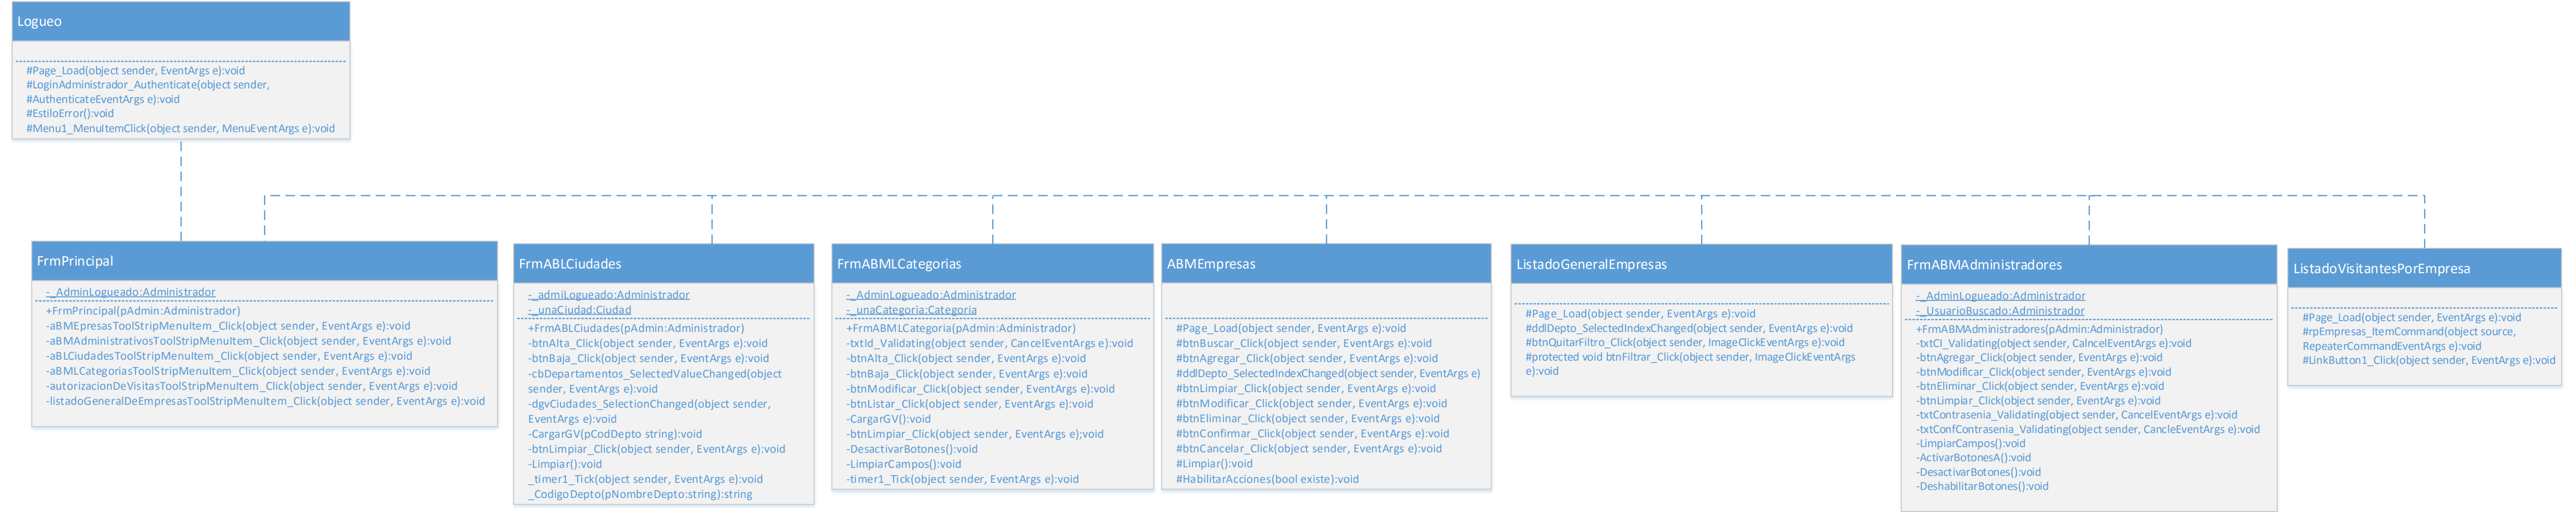 Logueo
#Page_Load(object sender, EventArgs e):void
#LoginAdministrador_Authenticate(object sender,
#AuthenticateEventArgs e):void
#EstiloError():void
#Menu1_MenuItemClick(object sender, MenuEventArgs e):void
FrmPrincipal
-_AdminLogueado:Administrador
+FrmPrincipal(pAdmin:Administrador)
-aBMEpresasToolStripMenuItem_Click(object sender, EventArgs e):void
-aBMAdministrativosToolStripMenuItem_Click(object sender, EventArgs e):void
-aBLCiudadesToolStripMenuItem_Click(object sender, EventArgs e):void
-aBMLCategoriasToolStripMenuItem_Click(object sender, EventArgs e):void
-autorizacionDeVisitasToolStripMenuItem_Click(object sender, EventArgs e):void
-listadoGeneralDeEmpresasToolStripMenuItem_Click(object sender, EventArgs e):void
FrmABLCiudades
-_admiLogueado:Administrador
-_unaCiudad:Ciudad
+FrmABLCiudades(pAdmin:Administrador)
-btnAlta_Click(object sender, EventArgs e):void
-btnBaja_Click(object sender, EventArgs e):void
-cbDepartamentos_SelectedValueChanged(object
sender, EventArgs e):void
-dgvCiudades_SelectionChanged(object sender,
EventArgs e):void
-CargarGV(pCodDepto string):void
-btnLimpiar_Click(object sender, EventArgs e):void
-Limpiar():void
_timer1_Tick(object sender, EventArgs e):void
_CodigoDepto(pNombreDepto:string):string
FrmABMLCategorias
-_AdminLogueado:Administrador
-_unaCategoria:Categoria
+FrmABMLCategoria(pAdmin:Administrador)
-txtId_Validating(object sender, CancelEventArgs e):void
-btnAlta_Click(object sender, EventArgs e):void
-btnBaja_Click(object sender, EventArgs e):void
-btnModificar_Click(object sender, EventArgs e):void
-btnListar_Click(object sender, EventArgs e):void
-CargarGV():void
-btnLimpiar_Click(object sender, EventArgs e);void
-DesactivarBotones():void
-LimpiarCampos():void
-timer1_Tick(object sender, EventArgs e):void
ABMEmpresas
#Page_Load(object sender, EventArgs e):void
#btnBuscar_Click(object sender, EventArgs e):void
#btnAgregar_Click(object sender, EventArgs e):void
#ddlDepto_SelectedIndexChanged(object sender, EventArgs e)
#btnLimpiar_Click(object sender, EventArgs e):void
#btnModificar_Click(object sender, EventArgs e):void
#btnEliminar_Click(object sender, EventArgs e):void
#btnConfirmar_Click(object sender, EventArgs e):void
#btnCancelar_Click(object sender, EventArgs e):void
#Limpiar():void
#HabilitarAcciones(bool existe):void
ListadoGeneralEmpresas
#Page_Load(object sender, EventArgs e):void
#ddlDepto_SelectedIndexChanged(object sender, EventArgs e):void
#btnQuitarFiltro_Click(object sender, ImageClickEventArgs e):void
#protected void btnFiltrar_Click(object sender, ImageClickEventArgs
e):void
FrmABMAdministradores
-_AdminLogueado:Administrador
-_UsuarioBuscado:Administrador
+FrmABMAdministradores(pAdmin:Administrador)
-txtCI_Validating(object sender, CalncelEventArgs e):void
-btnAgregar_Click(object sender, EventArgs e):void
-btnModificar_Click(object sender, EventArgs e):void
-btnEliminar_Click(object sender, EventArgs e):void
-btnLimpiar_Click(object sender, EventArgs e):void
-txtContrasenia_Validating(object sender, CancelEventArgs e):void
-txtConfContrasenia_Validating(object sender, CancleEventArgs e):void
-LimpiarCampos():void
-ActivarBotonesA():void
-DesactivarBotones():void
-DeshabilitarBotones():void
ListadoVisitantesPorEmpresa
#Page_Load(object sender, EventArgs e):void
#rpEmpresas_ItemCommand(object source,
RepeaterCommandEventArgs e):void
#LinkButton1_Click(object sender, EventArgs e):void